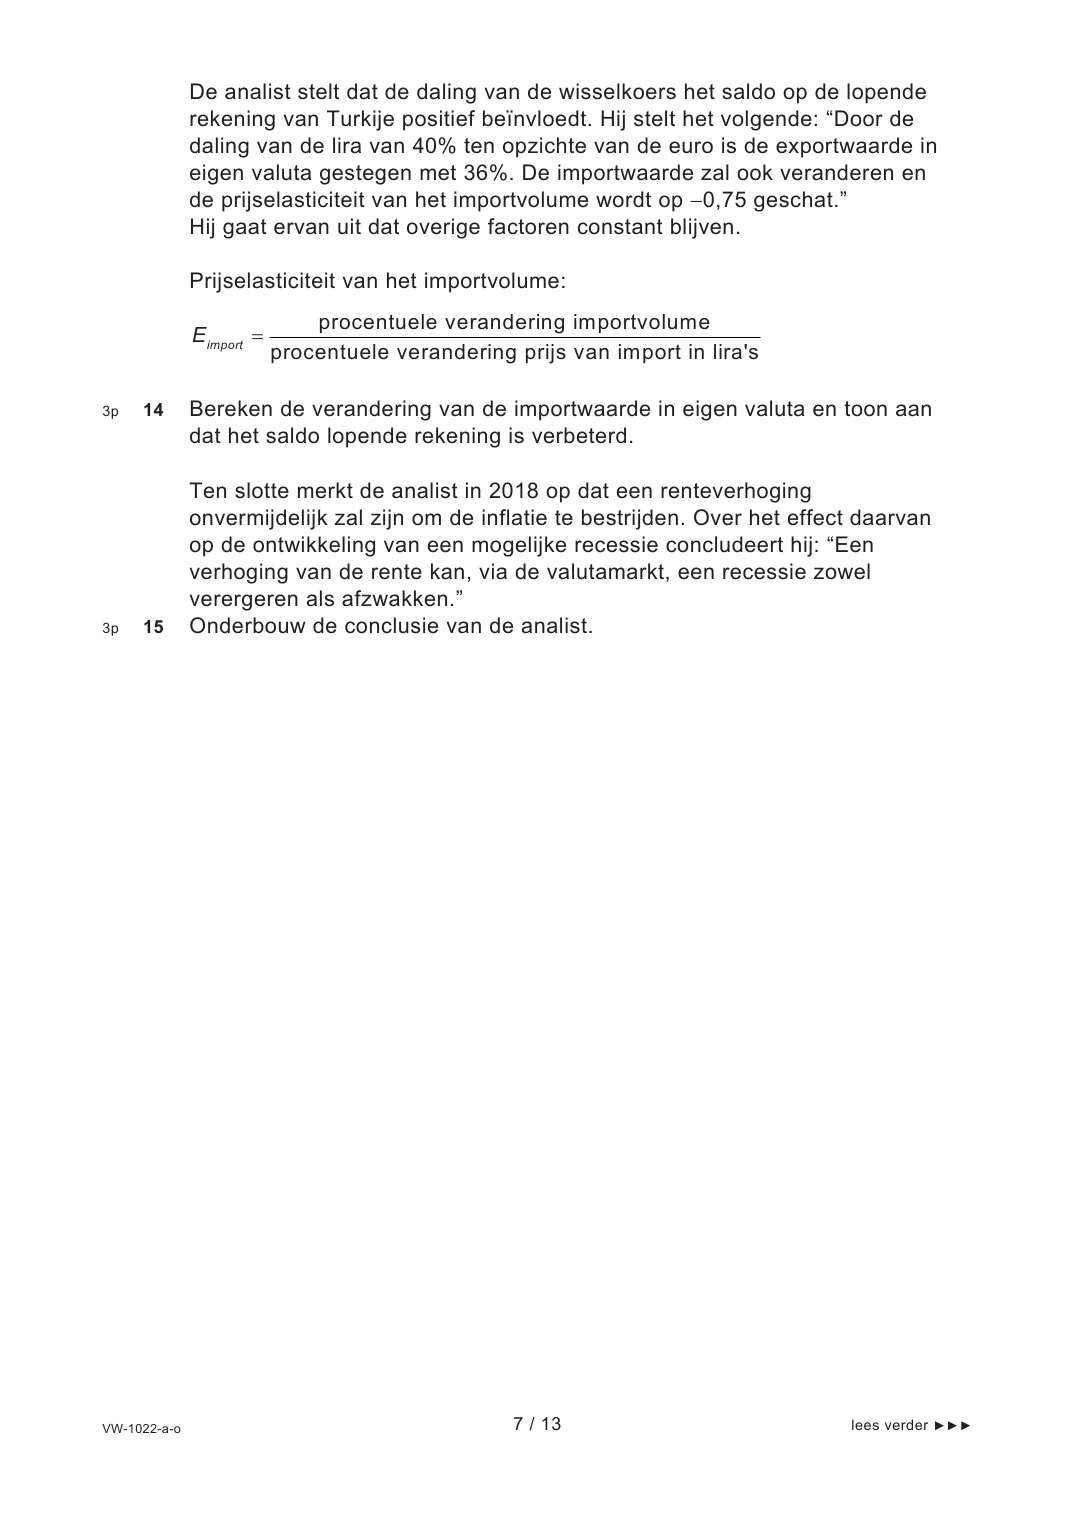 De analist stelt dat de daling van de wisselkoers het saldo op de lopende
rekening van Turkije positief beïnvloedt. Hij stelt het volgende: “Door de
daling van de lira van 40% ten opzichte van de euro is de exportwaarde in
eigen valuta gestegen met 36%. De importwaarde zal ook veranderen en
de prijselasticiteit van het importvolume wordt op −0,75 geschat.”
Hij gaat ervan uit dat overige factoren constant blijven.
Prijselasticiteit van het importvolume:
procentuele verandering importvolume
E import =
procentuele verandering prijs van import in lira's
3p 14 Bereken de verandering van de importwaarde in eigen valuta en toon aan
dat het saldo lopende rekening is verbeterd.
Ten slotte merkt de analist in 2018 op dat een renteverhoging
onvermijdelijk zal zijn om de inflatie te bestrijden. Over het effect daarvan
op de ontwikkeling van een mogelijke recessie concludeert hij: “Een
verhoging van de rente kan, via de valutamarkt, een recessie zowel
verergeren als afzwakken.”
3p 15 Onderbouw de conclusie van de analist.
VW-1022-a-o 7 / 13 lees verder ►►►